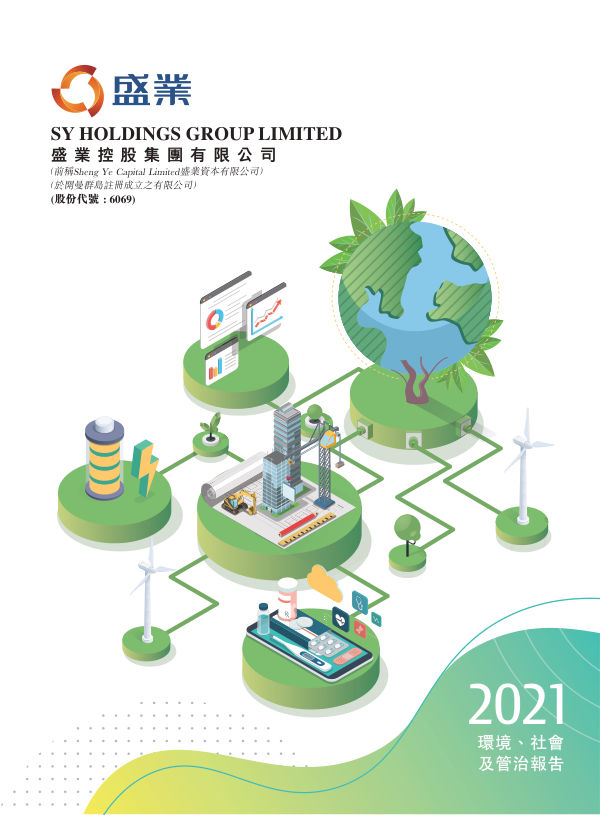 盛業
SY HOLDINGS GROUP LIMITED
盛業控股集團有限公司
(前稱Sheng Ye Capital Limited盛業資本有限公司)
(於開曼群島註冊成立之有限公司)
(股份代號：6069)
2021
環境、社會
及管治報告